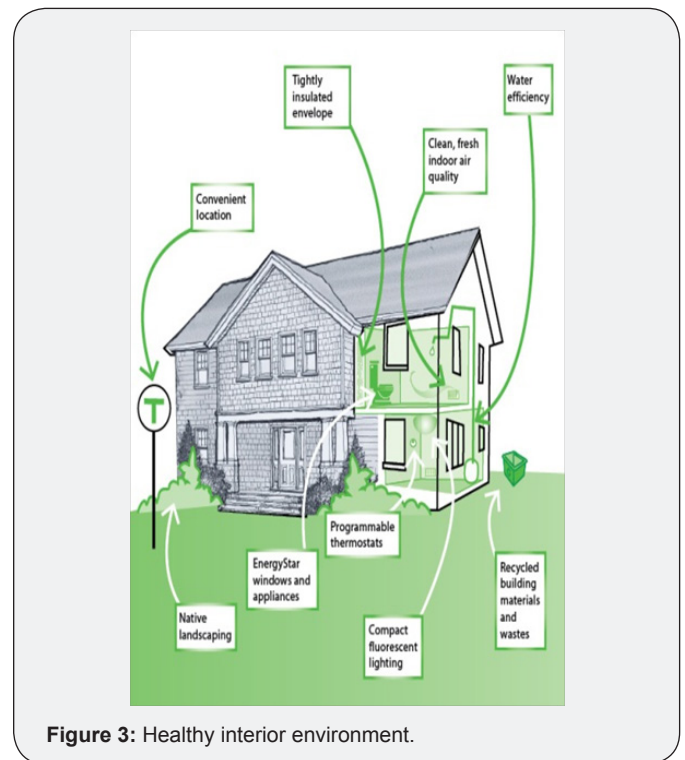 Tightly
insulated
envelope
Water
efficiency
Clean, fresh
indoor air
quality
Convenient
location
T
Programmable
thermostats
EnergyStar
windows and
appliances
Recycled
building
materials
and
wastes
Native
landscaping
Compact
fluorescent
lighting
Figure 3: Healthy interior environment.